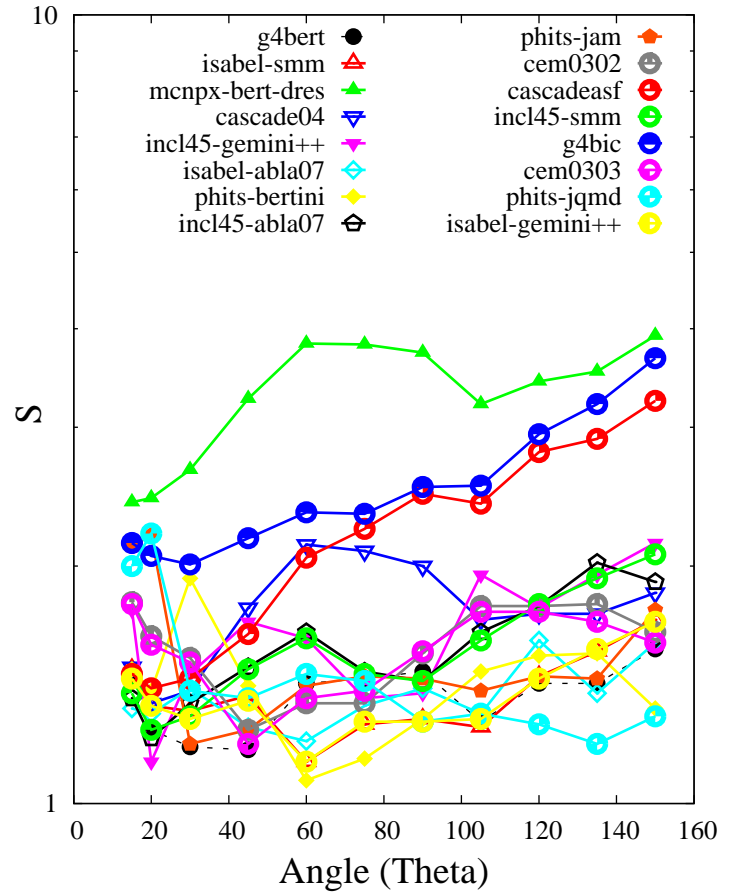 10
g4bert
isabel-smm
mcnpx-bert-dres
cascade04
incl45-gemini++
isabel-abla07
phits-bertini
incl45-abla07
phits-jam
cem0302
cascadeasf
incl45-smm
g4bic
cem0303
phits-jqmd
isabel-gemini++
S
1
0 20 40 60 80 100 120 140 160
Angle (Theta)